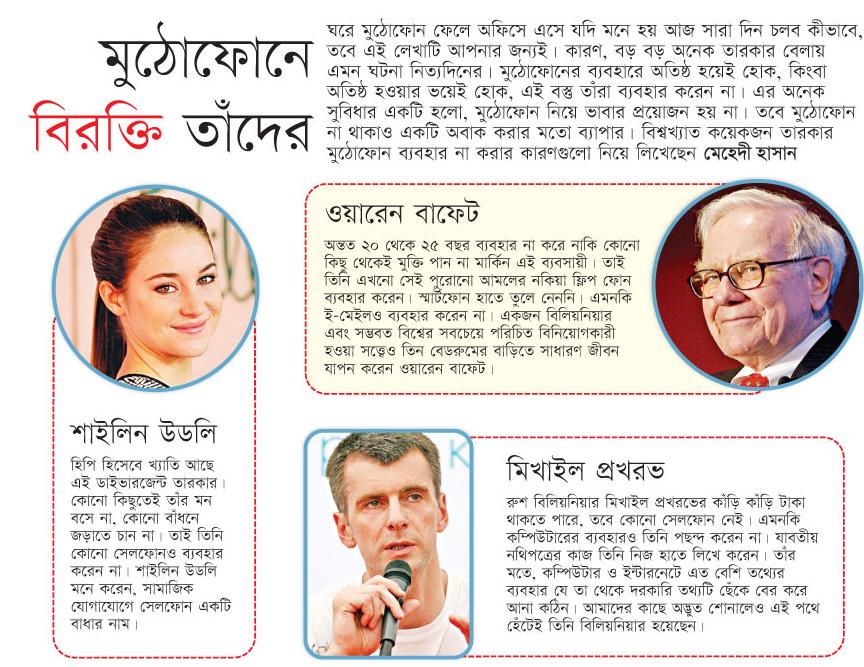 মুঠোফোনে
বিরক্তি তাঁদের
ঘরে মুঠোফোন ফেলে অফিসে এসে যদি মনে হয় আজ সারা দিন চলব কীভাবে,
তবে এই লেখাটি আপনার জন্যই। কারণ, বড় বড় অনেক তারকার বেলায়
এমন ঘটনা নিত্যদিনের। মুঠোফোনের ব্যবহারে অতিষ্ঠ হয়েই হোক, কিংবা
অতিষ্ঠ হওয়ার ভয়েই হোক, এই বস্তু তাঁরা ব্যবহার করেন না। এর অনেক
সুবিধার একটি হলো, মুঠোফোন নিয়ে ভাবার প্রয়োজন হয় না। তবে মুঠোফোন
না থাকাও একটি অবাক করার মতো ব্যাপার। বিশ্বখ্যাত কয়েকজন তারকার
মুঠোফোন ব্যবহার না করার কারণগুলো নিয়ে লিখেছেন মেহেদী হাসান
ওয়ারেন বাফেট
অন্তত ২০ থেকে ২৫ বছর ব্যবহার না করে নাকি কোনো
কিছু থেকেই মুক্তি পান না মার্কিন এই ব্যবসায়ী। তাই
তিনি এখনো সেই পুরোনো আমলের নকিয়া ফ্লিপ ফোন
ব্যবহার করেন। স্মার্টফোন হাতে তুলে নেননি। এমনকি
ই-মেইলও ব্যবহার করেন না। একজন বিলিয়নিয়ার
এবং সম্ভবত বিশ্বের সবচেয়ে পরিচিত বিনিয়োগকারী
হওয়া সত্ত্বেও তিন বেডরুমের বাড়িতে সাধারণ জীবন
যাপন করেন ওয়ারেন বাফেট।
শাইলিন উডলি
হিপি হিসেবে খ্যাতি আছে
এই ডাইভারজেন্ট তারকার।
কোনো কিছুতেই তাঁর মন
বসে না, কোনো বাঁধনে
জড়াতে চান না। তাই তিনি
কোনো সেলফোনও ব্যবহার
করেন না। শাইলিন উডলি
মনে করেন, সামাজিক
যোগাযোগে সেলফোন একটি
বাধার নাম।
মিখাইল প্রখরভ
রুশ বিলিয়নিয়ার মিখাইল প্রখরভের কাঁড়ি কাঁড়ি টাকা
থাকতে পারে, তবে কোনো সেলফোন নেই। এমনকি
কম্পিউটারের ব্যবহারও তিনি পছন্দ করেন না। যাবতীয়
নথিপত্রের কাজ তিনি নিজ হাতে লিখে করেন। তাঁর
মতে, কম্পিউটার ও ইন্টারনেটে এত বেশি তথ্যের
ব্যবহার যে তা থেকে দরকারি তথ্যটি ছেঁকে বের করে
আনা কঠিন। আমাদের কাছে অদ্ভুত শোনালেও এই পথে
হেঁটেই তিনি বিলিয়নিয়ার হয়েছেন।